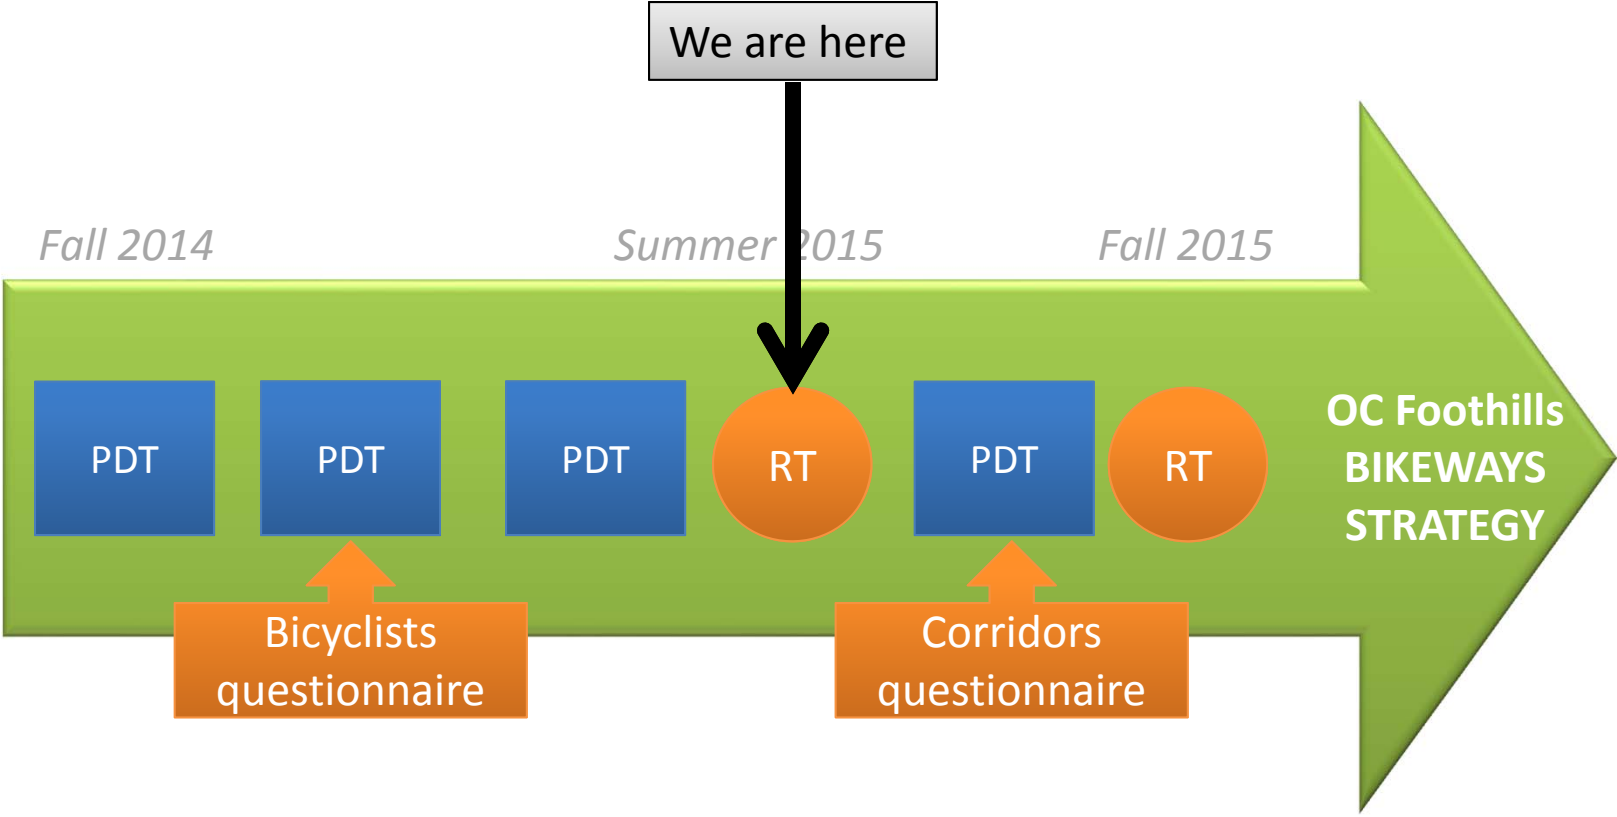 We are here
Fall 2014
Summer 2015
Fall 2015
PDT
PDT
PDT
RT
PDT
RT
OC Foothills
BIKEWAYS
STRATEGY
Bicyclists
questionnaire
Corridors
questionnaire